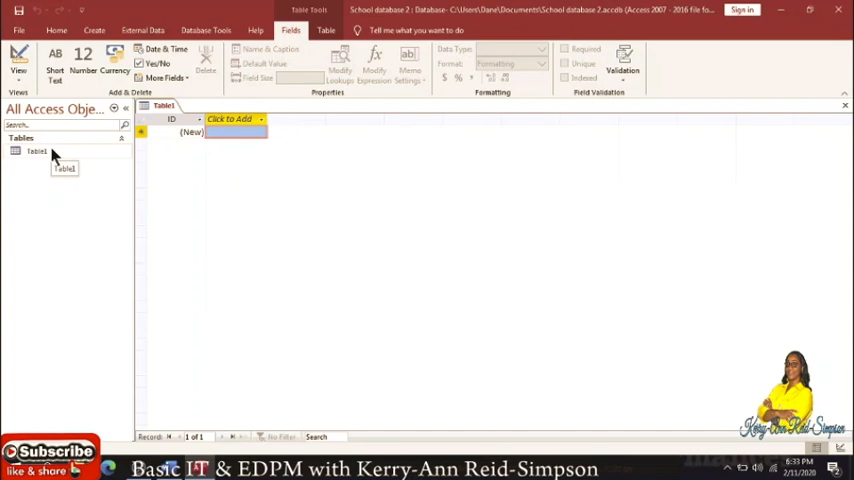 Table Tools
School database 2 : Database- C:\Users\Dane\Documents\School database 2.accdb (Access 2007 - 2016 file fo...
Sign in
File Home Create External Data Database Tools Help Fields Table Tell me what you want to do
View
AB Short Text
12 Number
Currency
Date & Time
Yes/No
More Fields
Delete
Name & Caption
Default Value
Field Size
Modify Lookups
fx Modify Expression
ab Memo Settings
Data Type:
Format: Formatting
$ % ,
Required
Unique
Indexed
Validation
Views Add & Delete Properties Formatting Field Validation
All Access Obje...
Search..
Tables
Table1
Table1
Table1
ID Click to Add
(New)
Record: 1 of 1 No Filter Search
Kerry-Ann Reid-Simpson
Subscribe
like & share
Basic IT & EDPM with Kerry-Ann Reid-Simpson
6:33 PM
2/11/2020
2